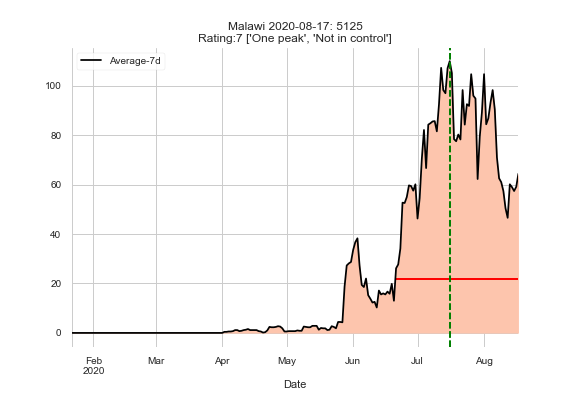 Malawi 2020-08-17: 5125
Rating:7 ['One peak', 'Not in control']
Average-7d
100
80
60
40
20
0
Feb
2020
Mar
Apr
May
Jun
Jul
Aug
Date